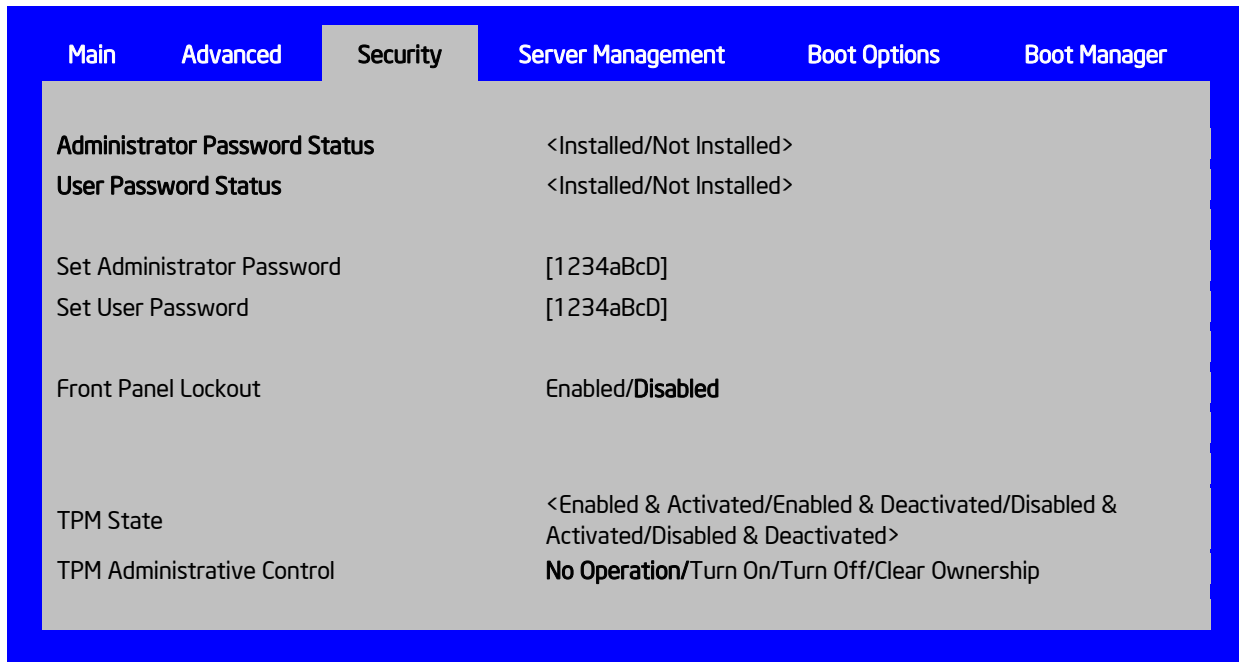 Main Advanced Security Server Management Boot Options Boot Manager
Administrator Password Status <Installed/Not Installed>
User Password Status <Installed/Not Installed>
Set Administrator Password [1234aBcD]
Set User Password [1234aBcD]
Front Panel Lockout Enabled/Disabled
TPM State <Enabled & Activated/Enabled & Deactivated/Disabled &
Activated/Disabled & Deactivated>
TPM Administrative Control No Operation/Turn On/Turn Off/Clear Ownership